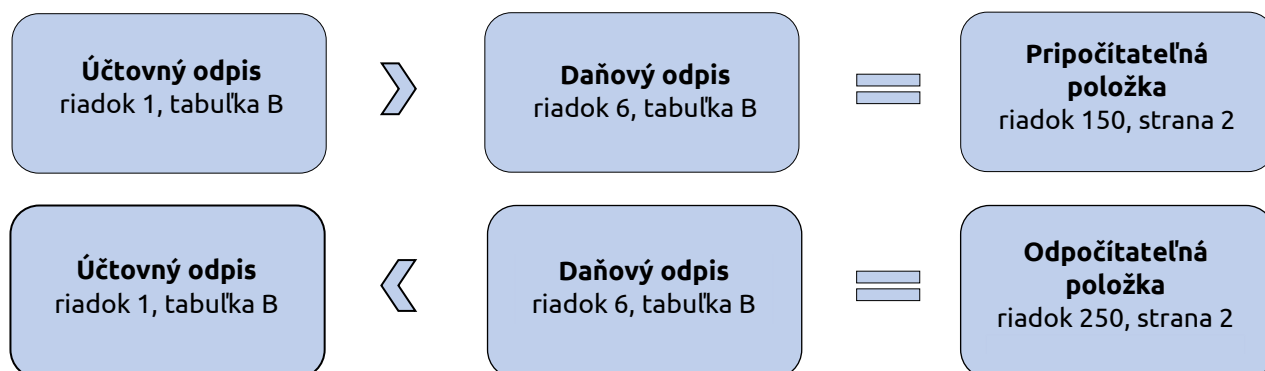 Účtovný odpis
riadok 1, tabuľka B
Daňový odpis
riadok 6, tabuľka B
Pripočítateľná
položka
riadok 150, strana 2
Účtovný odpis
riadok 1, tabuľka B
Daňový odpis
riadok 6, tabuľka B
Odpočítateľná
položka
riadok 250, strana 2